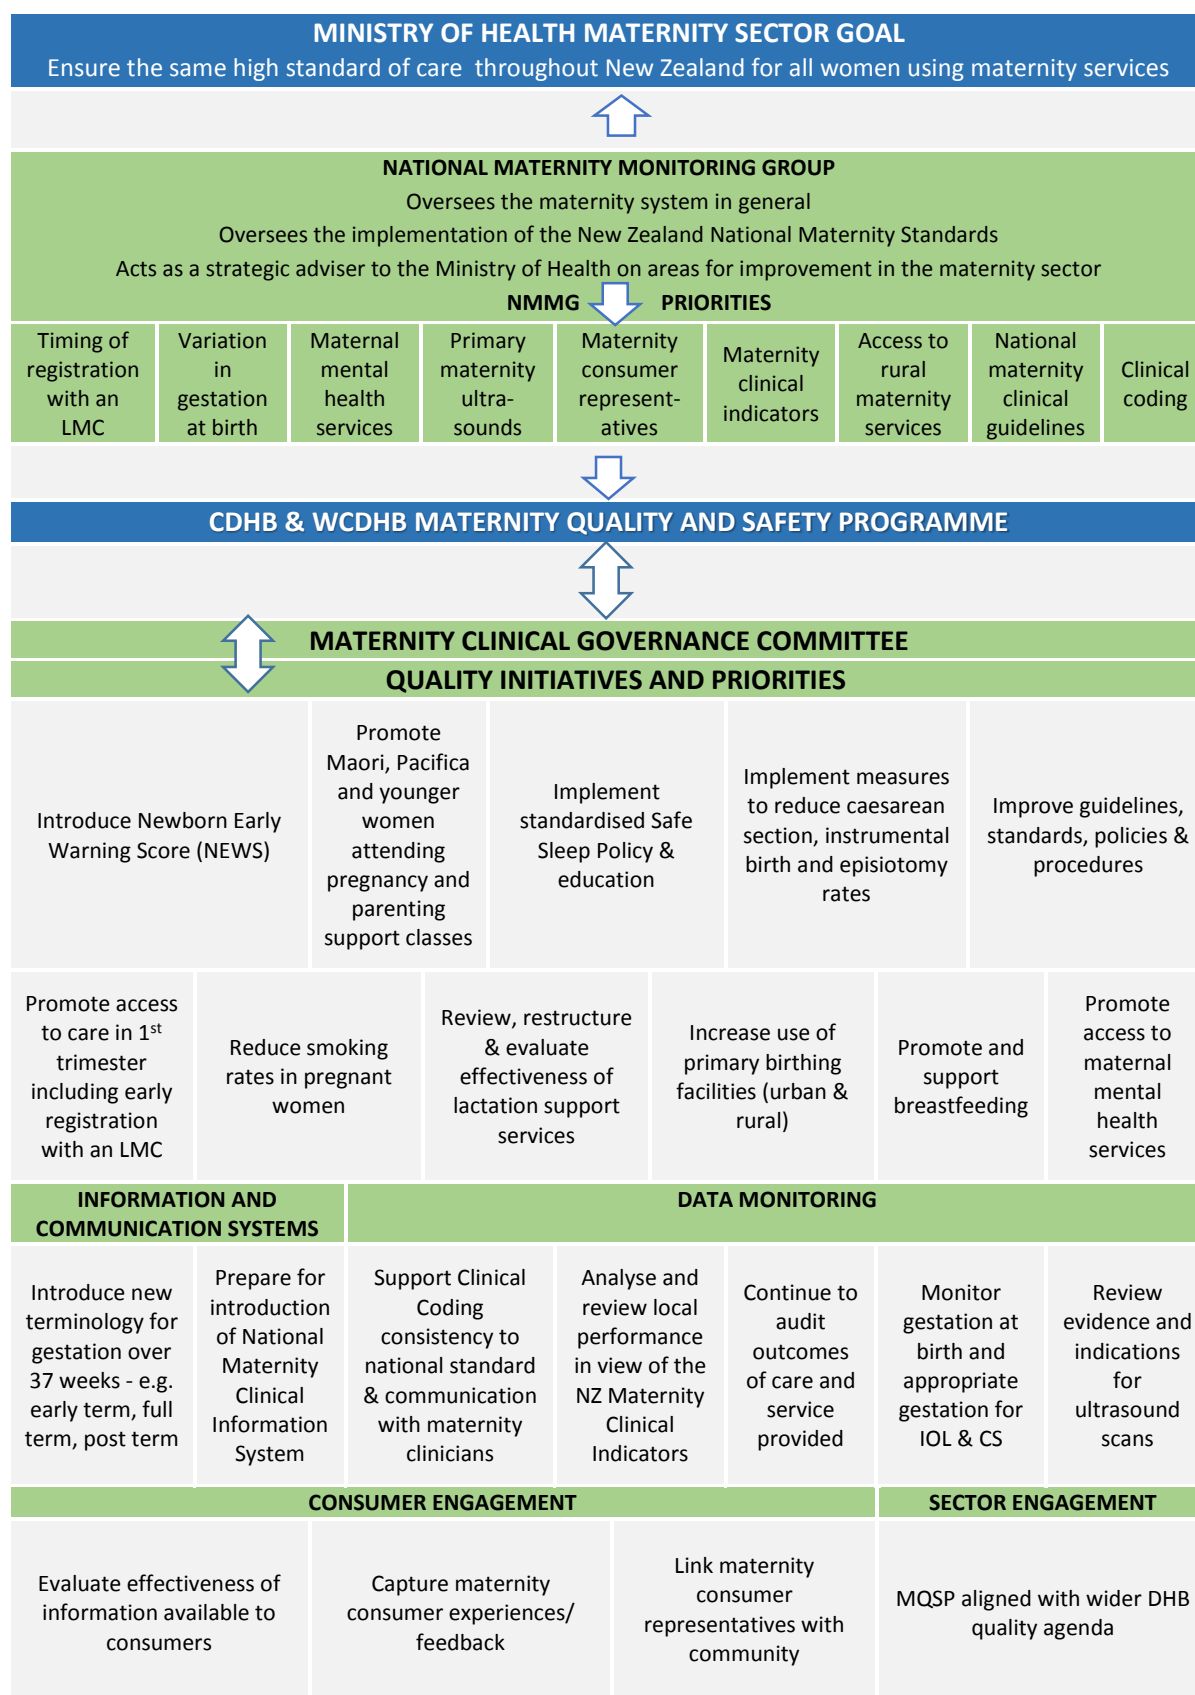 MINISTRY OF HEALTH MATERNITY SECTOR GOAL
Ensure the same high standard of care throughout New Zealand for all women using maternity services
NATIONAL MATERNITY MONITORING GROUP
Oversees the maternity system in general
Oversees the implementation of the New Zealand National Maternity Standards
Acts as a strategic adviser to the Ministry of Health on areas for improvement in the maternity sector
NMMG PRIORITIES
Timing of
registration
with an
LMC
Variation
in
gestation
at birth
Maternal
mental
health
services
Primary
maternity
ultra-
sounds
Maternity
consumer
represent-
atives
Maternity
clinical
indicators
Access to
rural
maternity
services
National
maternity
clinical
guidelines
Clinical
coding
CDHB & WCDHB MATERNITY QUALITY AND SAFETY PROGRAMME
MATERNITY CLINICAL GOVERNANCE COMMITTEE
QUALITY INITIATIVES AND PRIORITIES
Introduce Newborn Early
Warning Score (NEWS)
Promote
Maori, Pacifica
and younger
women
attending
pregnancy and
parenting
support classes
Implement
standardised Safe
Sleep Policy &
education
Implement measures
to reduce caesarean
section, instrumental
birth and episiotomy
rates
Improve guidelines,
standards, policies &
procedures
Promote access
to care in 1st
trimester
including early
registration
with an LMC
Reduce smoking
rates in pregnant
women
Review, restructure
& evaluate
effectiveness of
lactation support
services
Increase use of
primary birthing
facilities (urban &
rural)
Promote and
support
breastfeeding
Promote
access to
maternal
mental
health
services
INFORMATION AND
COMMUNICATION SYSTEMS
DATA MONITORING
Introduce new
terminology for
gestation over
37 weeks - e.g.
early term, full
term, post term
Prepare for
introduction
of National
Maternity
Clinical
Information
System
Support Clinical
Coding
consistency to
national standard
& communication
with maternity
clinicians
Analyse and
review local
performance
in view of the
NZ Maternity
Clinical
Indicators
Continue to
audit
outcomes
of care and
service
provided
Monitor
gestation at
birth and
appropriate
gestation for
IOL & CS
Review
evidence and
indications
for
ultrasound
scans
CONSUMER ENGAGEMENT
SECTOR ENGAGEMENT
Evaluate effectiveness of
information available to
consumers
Capture maternity
consumer experiences/
feedback
Link maternity
consumer
representatives with
community
MQSP aligned with wider DHB
quality agenda